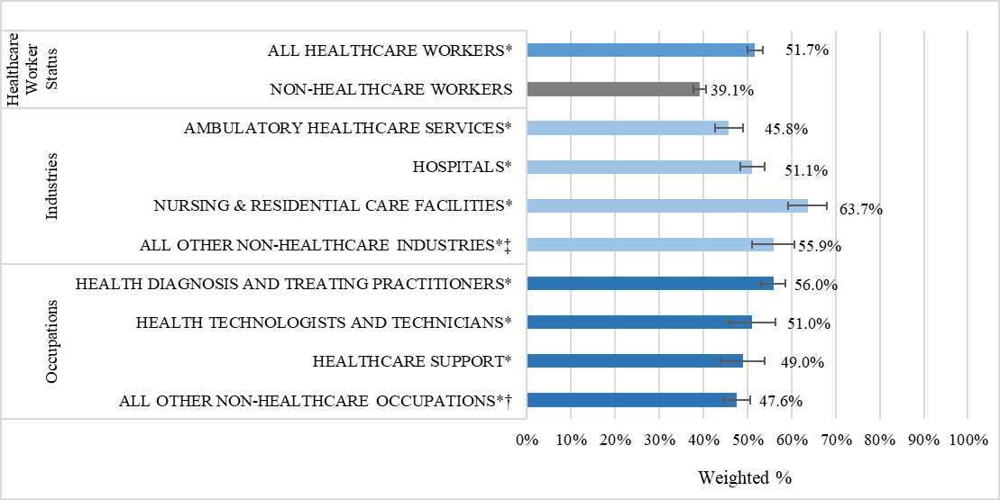 Healthcare
Worker
Status
ALL HEALTHCARE WORKERS*
51.7%
NON-HEALTHCARE WORKERS
39.1%
Industries
AMBULATORY HEALTHCARE SERVICES*
45.8%
HOSPITALS*
51.1%
NURSING & RESIDENTIAL CARE FACILITIES*
63.7%
ALL OTHER NON-HEALTHCARE INDUSTRIES*‡
55.9%
Occupations
HEALTH DIAGNOSIS AND TREATING PRACTITIONERS*
56.0%
HEALTH TECHNOLOGISTS AND TECHNICIANS*
51.0%
HEALTHCARE SUPPORT*
49.0%
ALL OTHER NON-HEALTHCARE OCCUPATIONS*†
47.6%
0% 10% 20% 30% 40% 50% 60% 70% 80% 90% 100%
Weighted %